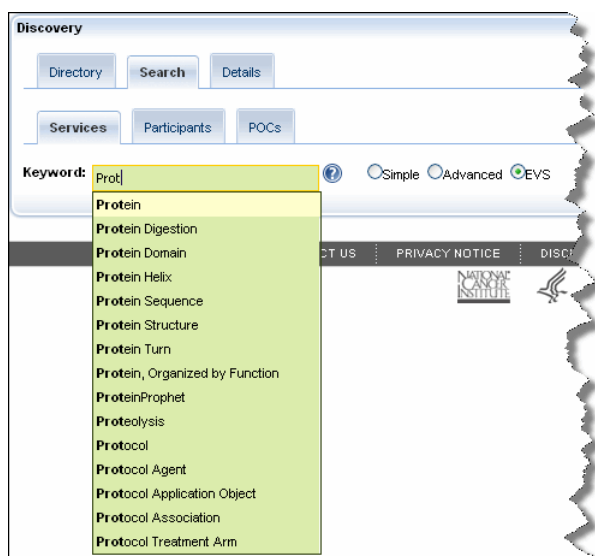 Discovery
Directory Search Details
Services Participants POCs
Keyword: Prot ? Simple Advanced EVS
Protein
Protein Digestion
Protein Domain
CT US PRIVACY NOTICE DISC
Protein Helix
NATIONAL CANCER INSTITUTE
Protein Sequence
Protein Structure
Protein Turn
Protein, Organized by Function
ProteinProphet
Proteolysis
Protocol
Protocol Agent
Protocol Application Object
Protocol Association
Protocol Treatment Arm